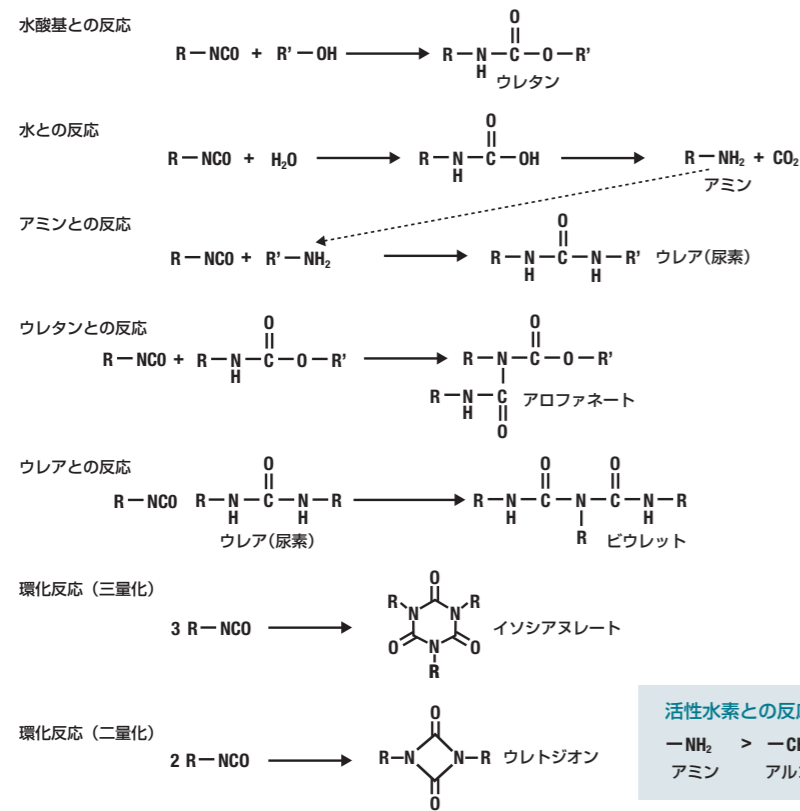 水酸基との反応
R－NCO + R’－OH → R－N－C－O－R’
H
O
ウレタン
水との反応
R－NCO + H₂O → R－N－C－OH → R－NH₂ + CO₂
H
O
アミン
アミンとの反応
R－NCO + R’－NH₂ → R－N－C－N－R’ ウレア(尿素)
H
O
H
ウレタンとの反応
R－NCO + R－N－C－O－R’ → R－N－C－O－R’
H
O
O
R－N－C アロファネート
H
O
ウレアとの反応
R－NCO R－N－C－N－R → R－N－C－N－C－N－R
H
O
H
H
O
O
H
ウレア(尿素)
R ビウレット
環化反応（三量化）
3 R－NCO → イソシアヌレート
O
R N N R
O N O
R
環化反応（二量化）
2 R－NCO → R－N N－R ウレトジオン
O
O
活性水素との反応
－NH₂ > －C
アミン アル